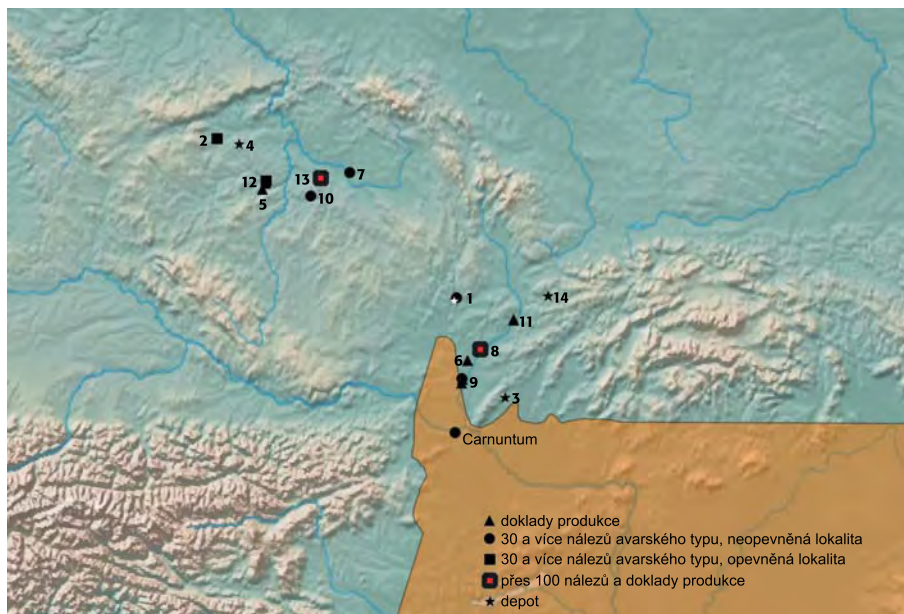 2
4
7
13
12
10
5
1
14
11
8
6
9
3
Carnuntum
doklady produkce
30 a více nálezů avarského typu, neopevněná lokalita
30 a více nálezů avarského typu, opevněná lokalita
přes 100 nálezů a doklady produkce
depot